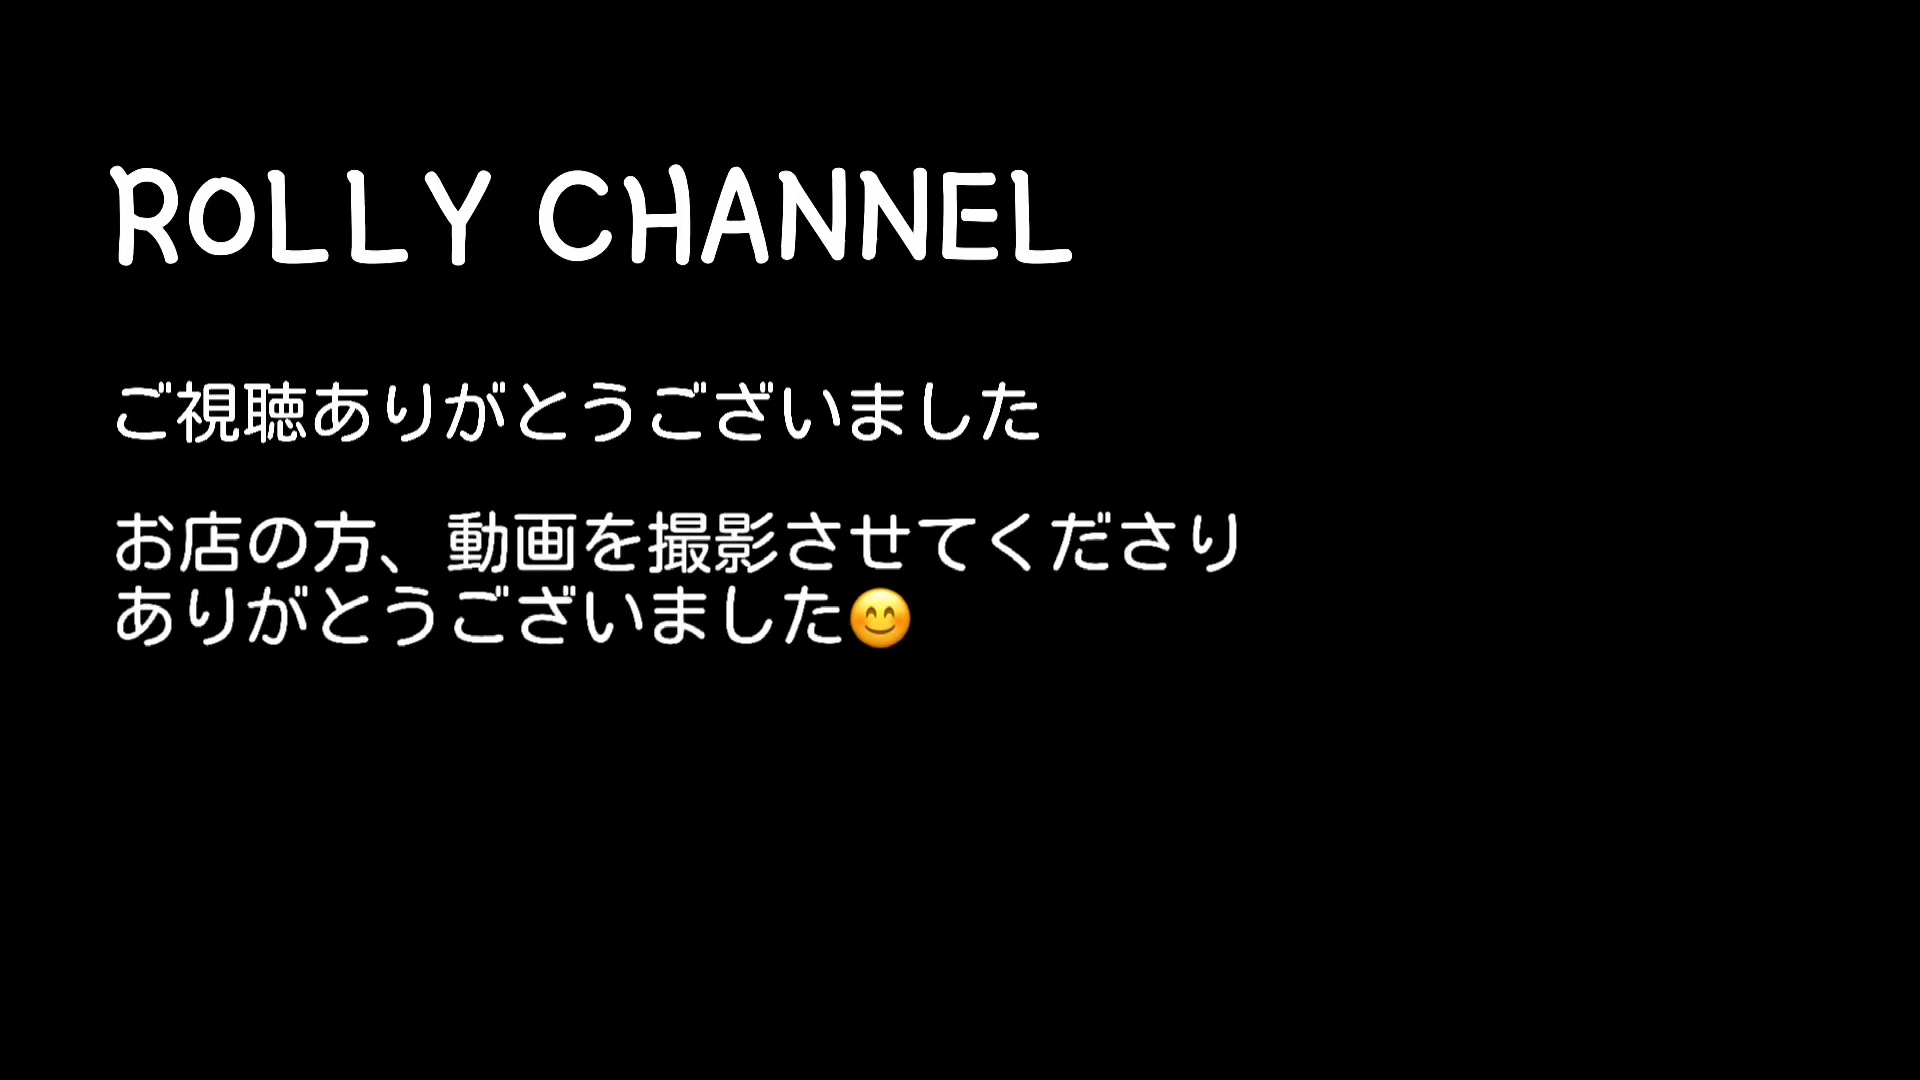 ROLLY CHANNEL
ご視聴ありがとうございました
お店の方、動画を撮影させてくださり
ありがとうございました😊